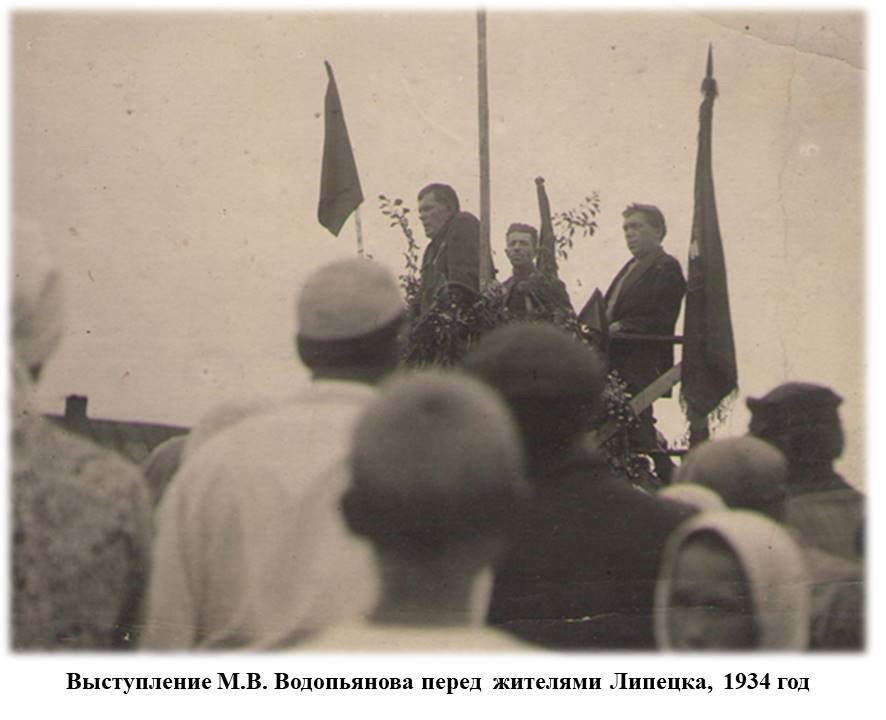 Выступление М.В. Водопьянова перед жителями Липецка, 1934 год